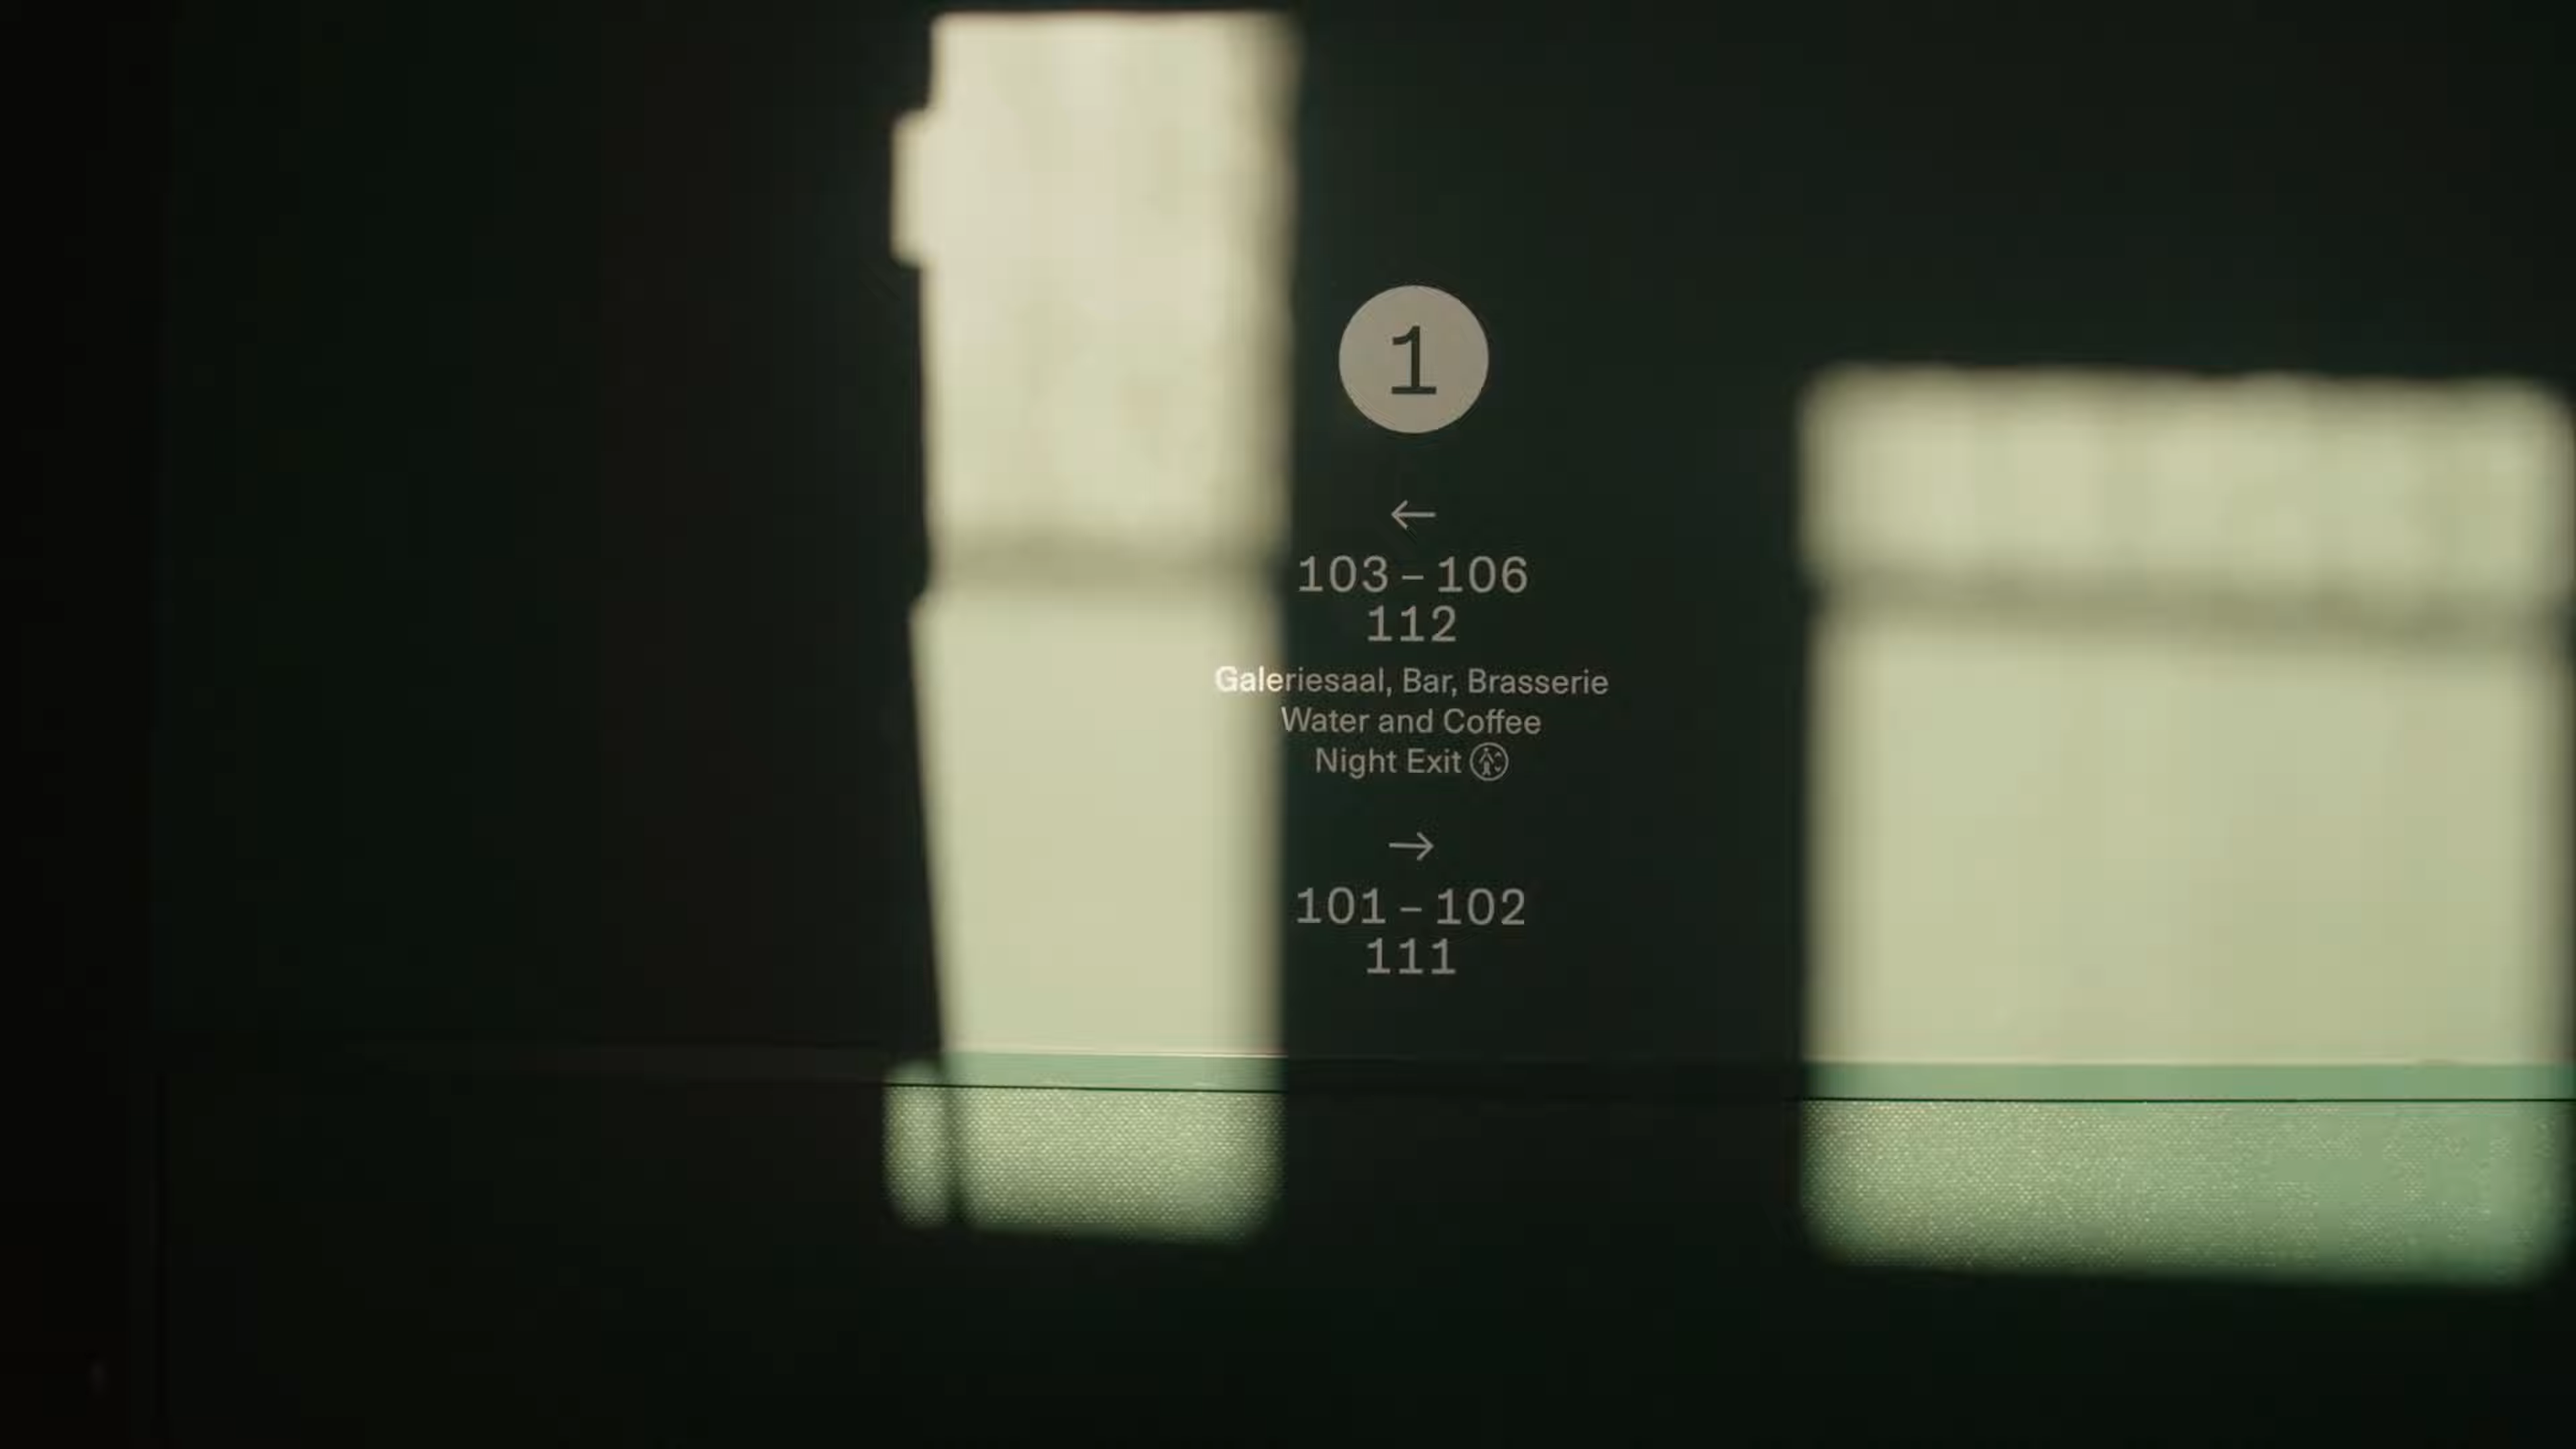 1
←
103 – 106
112
Galeriesaal, Bar, Brasserie
Water and Coffee
Night Exit
→
101 – 102
111